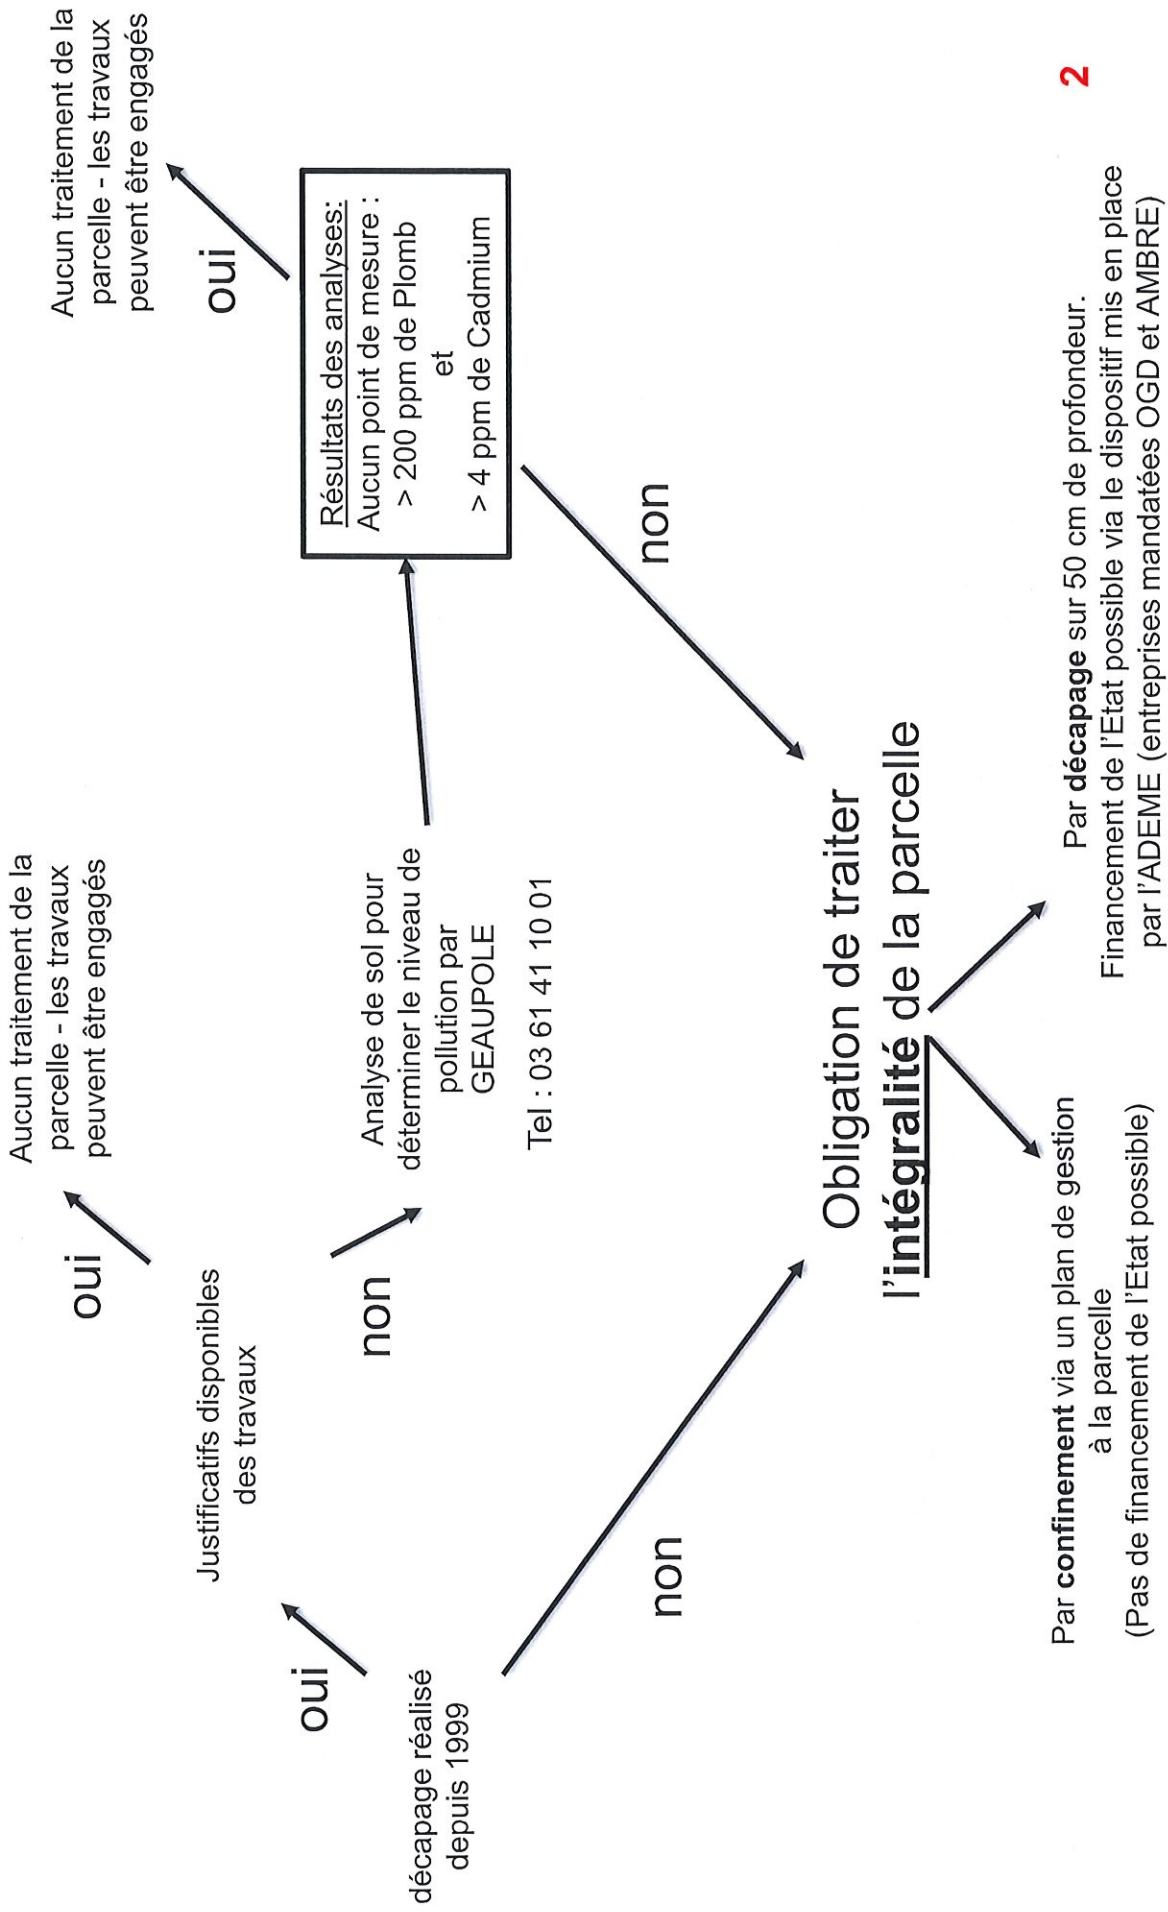 décapage réalisé
depuis 1999
oui
Justificatifs disponibles
des travaux
oui
Aucun traitement de la
parcelle - les travaux
peuvent être engagés
non
Analyse de sol pour
déterminer le niveau de
pollution par
GEAUPOLE
Tel : 03 61 41 10 01
Résultats des analyses:
Aucun point de mesure :
> 200 ppm de Plomb
et
> 4 ppm de Cadmium
oui
Aucun traitement de la
parcelle - les travaux
peuvent être engagés
non
non
Obligation de traiter
l'intégralité de la parcelle
Par confinement via un plan de gestion
à la parcelle
(Pas de financement de l'Etat possible)
Par décapage sur 50 cm de profondeur.
Financement de l'Etat possible via le dispositif mis en place
par l'ADEME (entreprises mandatées OGD et AMBRE)
2